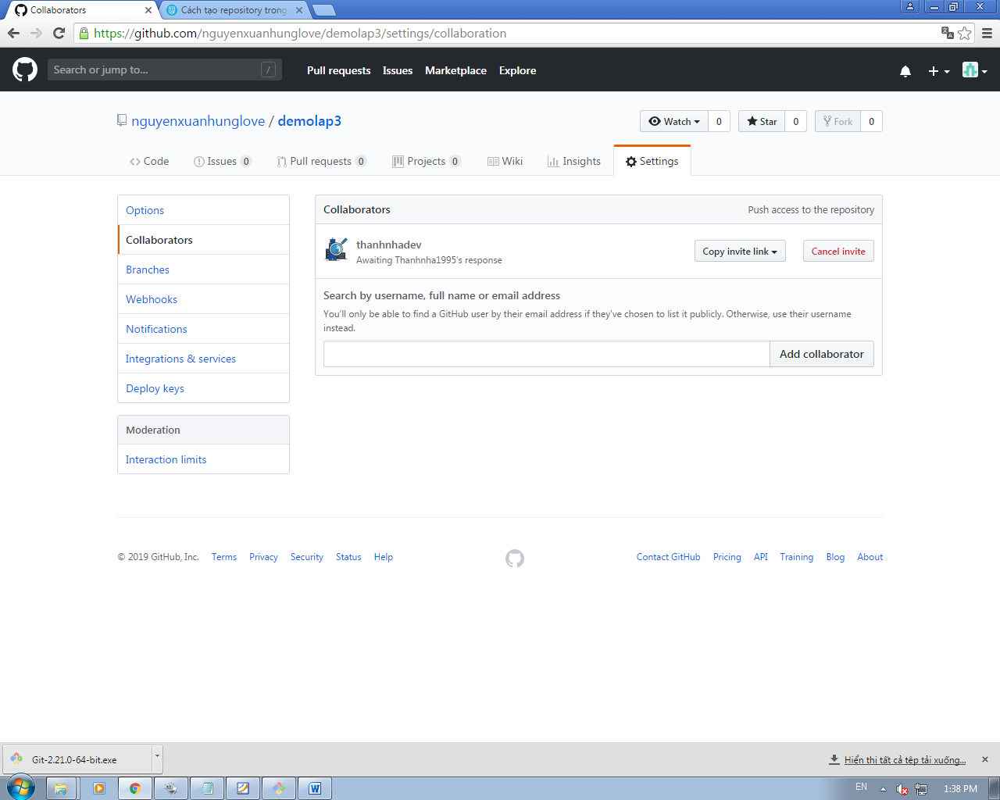 Collaborators
Cách tạo repository trong
https://github.com/nguyenxuanhunglove/demolap3/settings/collaboration
Search or jump to...
/
Pull requests
Issues
Marketplace
Explore
nguyenxuanhunglove / demolap3
Watch
0
Star
0
Fork
0
Code
Issues 0
Pull requests 0
Projects 0
Wiki
Insights
Settings
Options
Collaborators
Branches
Webhooks
Notifications
Integrations & services
Deploy keys
Moderation
Interaction limits
Collaborators
Push access to the repository
thanhnhadev
Awaiting Thanhnha1995's response
Copy invite link
Cancel invite
Search by username, full name or email address
You'll only be able to find a GitHub user by their email address if they've chosen to list it publicly. Otherwise, use their username
instead.
Add collaborator
© 2019 GitHub, Inc.
Terms
Privacy
Security
Status
Help
Contact GitHub
Pricing
API
Training
Blog
About
Git-2.21.0-64-bit.exe
Hiển thị tất cả tệp tải xuống...
EN
1:38 PM